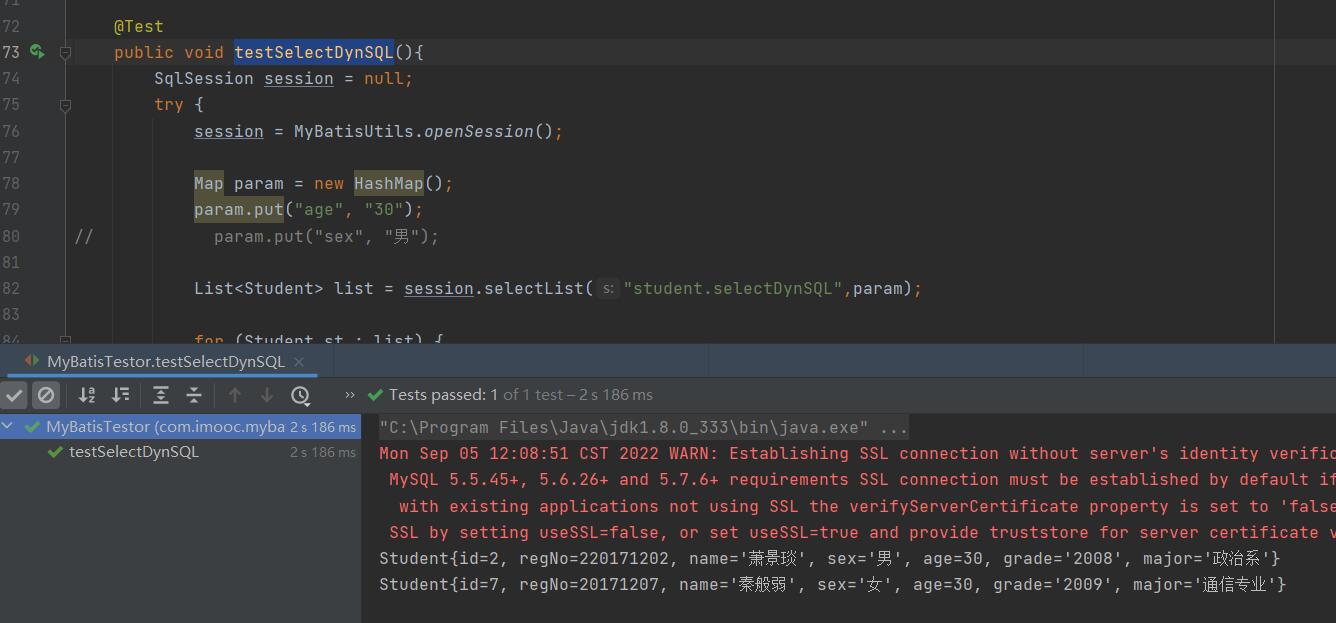 71
72 @Test
73 public void testSelectDynSQL(){
74 SqlSession session = null;
75 try {
76 session = MyBatisUtils.openSession();
77
78 Map param = new HashMap();
79 param.put("age", "30");
80 // param.put("sex", "男");
81
82 List<Student> list = session.selectList( s: "student.selectDynSQL",param);
83
84 for (Student st : list) {
MyBatisTestor.testSelectDynSQL
Tests passed: 1 of 1 test – 2 s 186 ms
MyBatisTestor (com.imooc.myba 2 s 186 ms
testSelectDynSQL 2 s 186 ms
"C:\Program Files\Java\jdk1.8.0_333\bin\java.exe" ...
Mon Sep 05 12:08:51 CST 2022 WARN: Establishing SSL connection without server's identity verific
MySQL 5.5.45+, 5.6.26+ and 5.7.6+ requirements SSL connection must be established by default if
with existing applications not using SSL the verifyServerCertificate property is set to 'false
SSL by setting useSSL=false, or set useSSL=true and provide truststore for server certificate v
Student{id=2, regNo=220171202, name='萧景琰', sex='男', age=30, grade='2008', major='政治系'}
Student{id=7, regNo=20171207, name='秦般弱', sex='女', age=30, grade='2009', major='通信专业'}